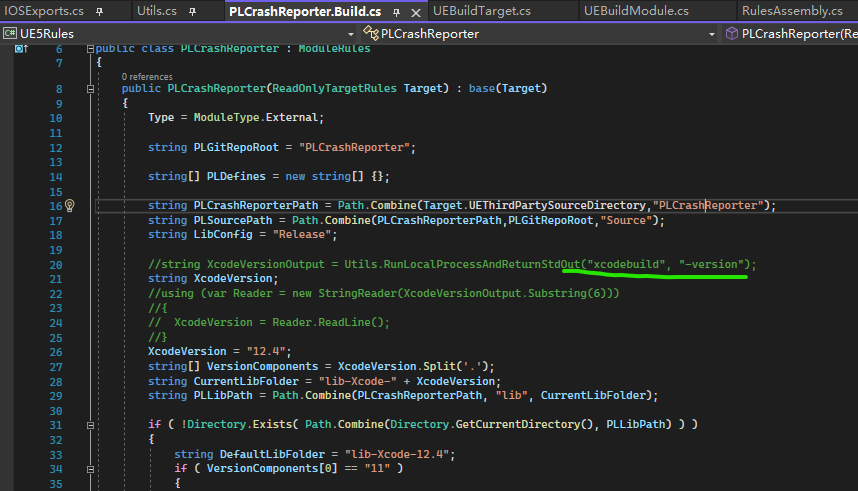 IOSExports.cs Utils.cs PLCrashReporter.Build.cs UEBuildTarget.cs UEBuildModule.cs RulesAssembly.cs
UE5Rules PLCrashReporter PLCrashReporter(Re
6 public class PLCrashReporter : ModuleRules
7 {
0 references
8 public PLCrashReporter(ReadOnlyTargetRules Target) : base(Target)
9 {
10 Type = ModuleType.External;
11
12 string PLGitRepoRoot = "PLCrashReporter";
13
14 string[] PLDefines = new string[] {};
15
16 string PLCrashReporterPath = Path.Combine(Target.UEThirdPartySourceDirectory,"PLCrashReporter");
17 string PLSourcePath = Path.Combine(PLCrashReporterPath,PLGitRepoRoot,"Source");
18 string LibConfig = "Release";
19
20 //string XcodeVersionOutput = Utils.RunLocalProcessAndReturnStdOut("xcodebuild", "-version");
21 string XcodeVersion;
22 //using (var Reader = new StringReader(XcodeVersionOutput.Substring(6)))
23 //{
24 // XcodeVersion = Reader.ReadLine();
25 //}
26 XcodeVersion = "12.4";
27 string[] VersionComponents = XcodeVersion.Split('.');
28 string CurrentLibFolder = "lib-Xcode-" + XcodeVersion;
29 string PLLibPath = Path.Combine(PLCrashReporterPath, "lib", CurrentLibFolder);
30
31 if ( !Directory.Exists( Path.Combine(Directory.GetCurrentDirectory(), PLLibPath) ) )
32 {
33 string DefaultLibFolder = "lib-Xcode-12.4";
34 if ( VersionComponents[0] == "11" )
35 {